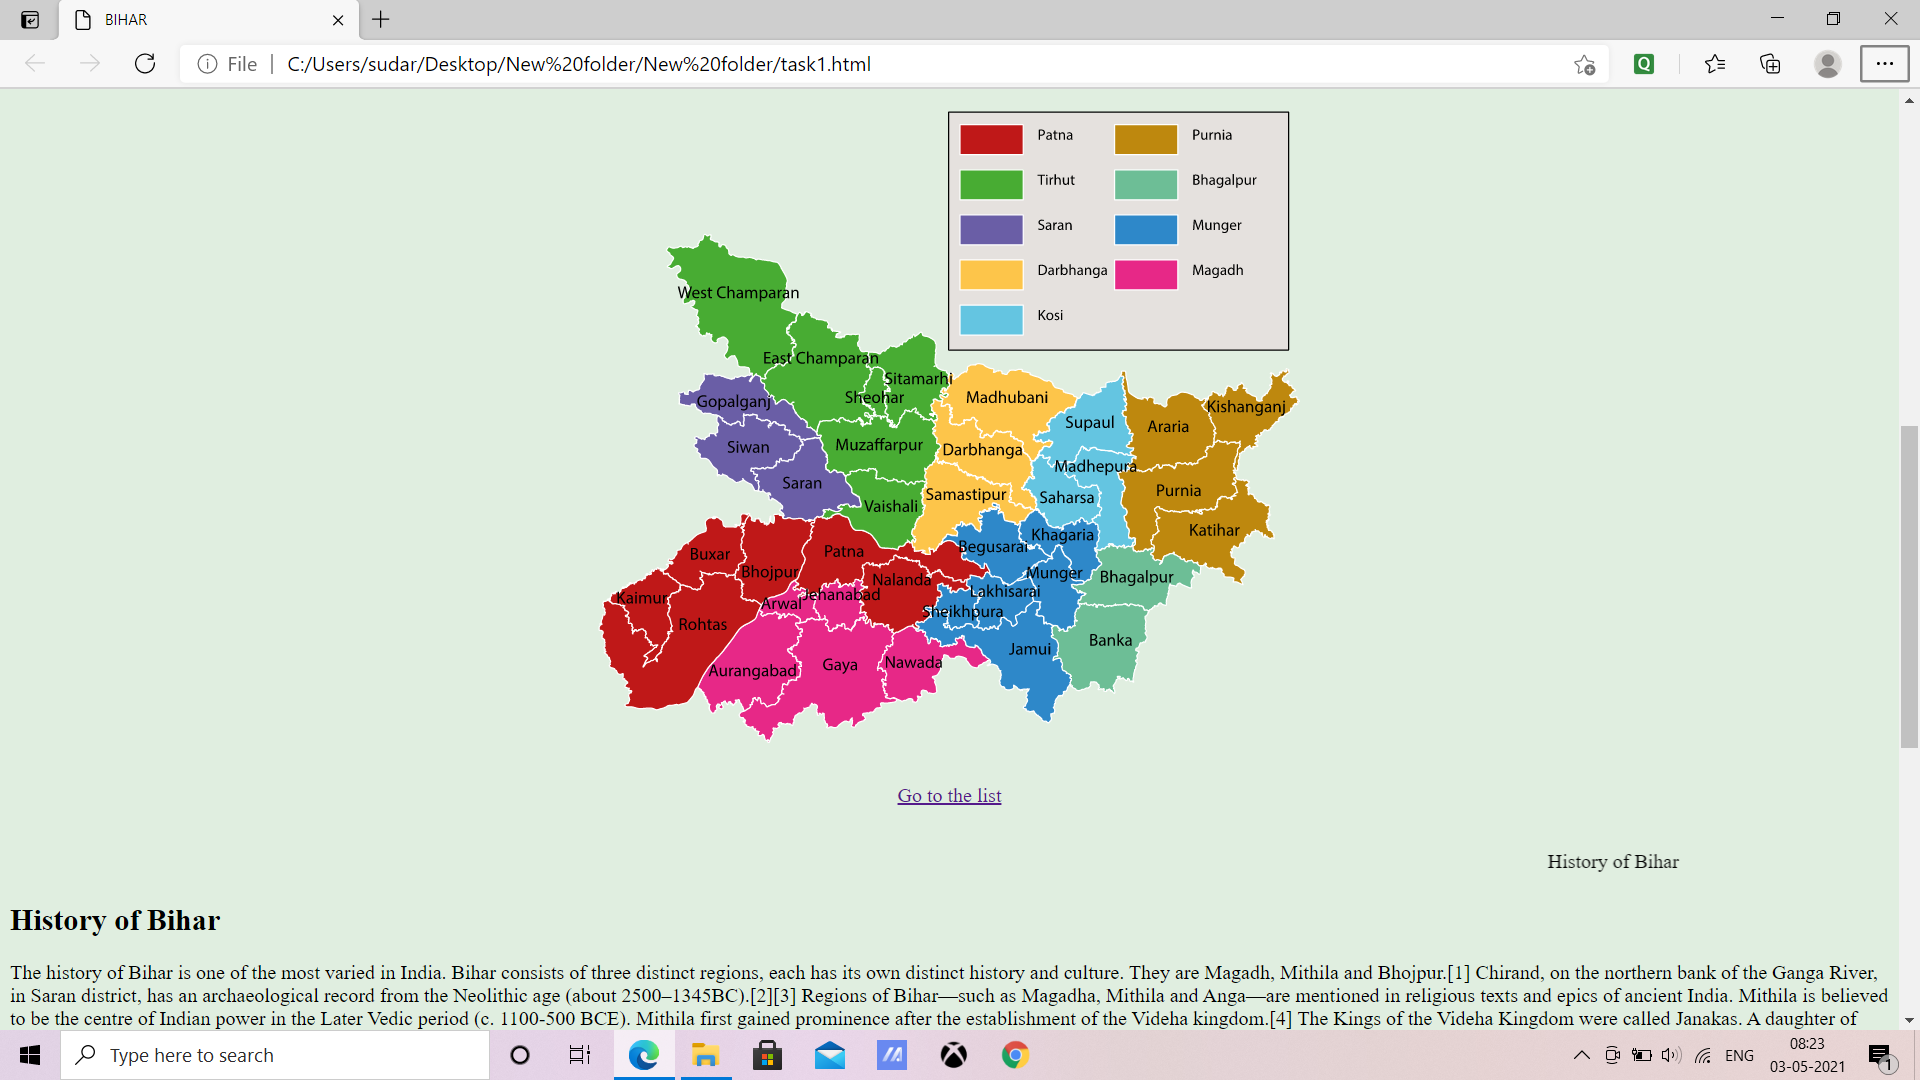 BIHAR
File
C:/Users/sudar/Desktop/New%20folder/New%20folder/task1.html
Q
Patna
Purnia
Tirhut
Bhagalpur
Saran
Munger
Darbhanga
Magadh
Kosi
West Champaran
East Champaran
Sitamarhi
Sheohar
Gopalganj
Siwan
Saran
Muzaffarpur
Vaishali
Madhubani
Darbhanga
Samastipur
Supaul
Madhepura
Saharsa
Araria
Kishanganj
Purnia
Katihar
Buxar
Bhojpur
Patna
Nalanda
Kaimur
Rohtas
Arwal
Jehanabad
Aurangabad
Gaya
Nawada
Begusarai
Khagaria
Munger
Lakhisarai
Sheikhpura
Jamui
Bhagalpur
Banka
Go to the list
History of Bihar
History of Bihar
The history of Bihar is one of the most varied in India. Bihar consists of three distinct regions, each has its own distinct history and culture. They are Magadh, Mithila and Bhojpur.[1] Chirand, on the northern bank of the Ganga River,
in Saran district, has an archaeological record from the Neolithic age (about 2500–1345BC).[2][3] Regions of Bihar—such as Magadha, Mithila and Anga—are mentioned in religious texts and epics of ancient India. Mithila is believed
to be the centre of Indian power in the Later Vedic period (c. 1100-500 BCE). Mithila first gained prominence after the establishment of the Videha kingdom.[4] The Kings of the Videha Kingdom were called Janakas. A daughter of
Type here to search
ENG
08:23
03-05-2021
1